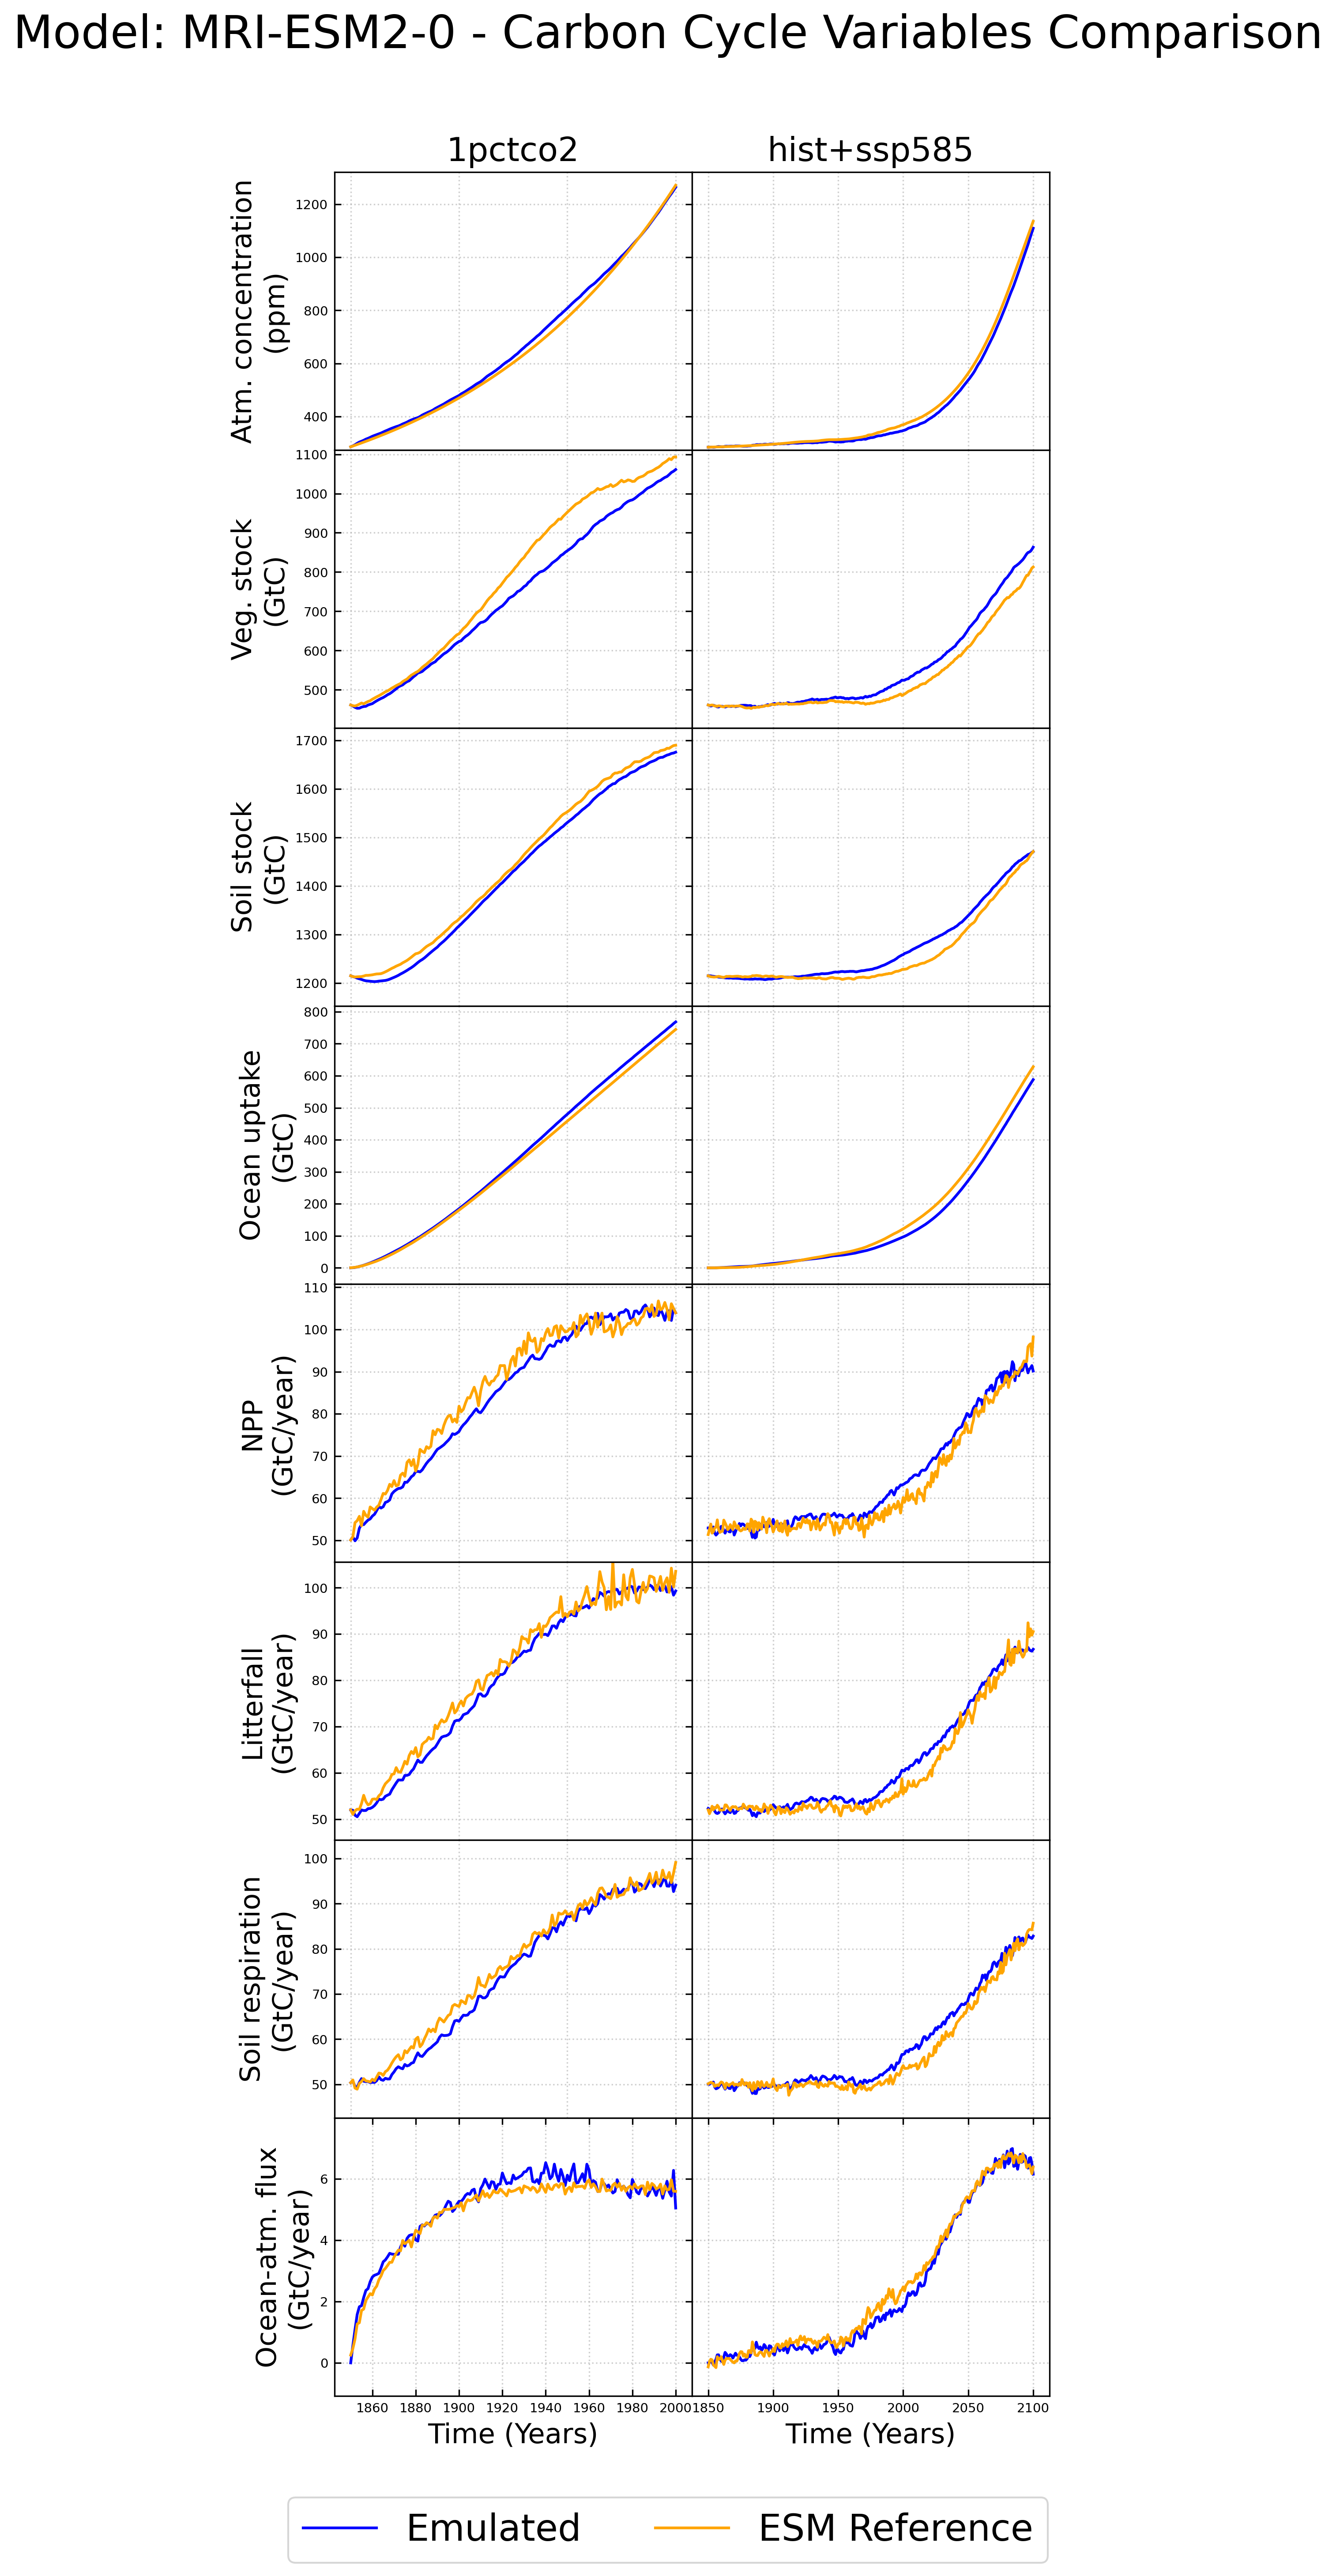 Model: MRI-ESM2-0 - Carbon Cycle Variables Comparison
1pctco2
hist+ssp585
Atm. concentration
(ppm)
1200
1000
800
600
400
Veg. stock
(GtC)
1100
1000
900
800
700
600
500
Soil stock
(GtC)
1700
1600
1500
1400
1300
1200
Ocean uptake
(GtC)
800
700
600
500
400
300
200
100
0
NPP
(GtC/year)
110
100
90
80
70
60
50
Litterfall
(GtC/year)
100
90
80
70
60
50
Soil respiration
(GtC/year)
100
90
80
70
60
50
Ocean-atm. flux
(GtC/year)
6
4
2
0
1860 1880 1900 1920 1940 1960 1980 2000
1850 1900 1950 2000 2050 2100
Time (Years)
Time (Years)
Emulated
ESM Reference